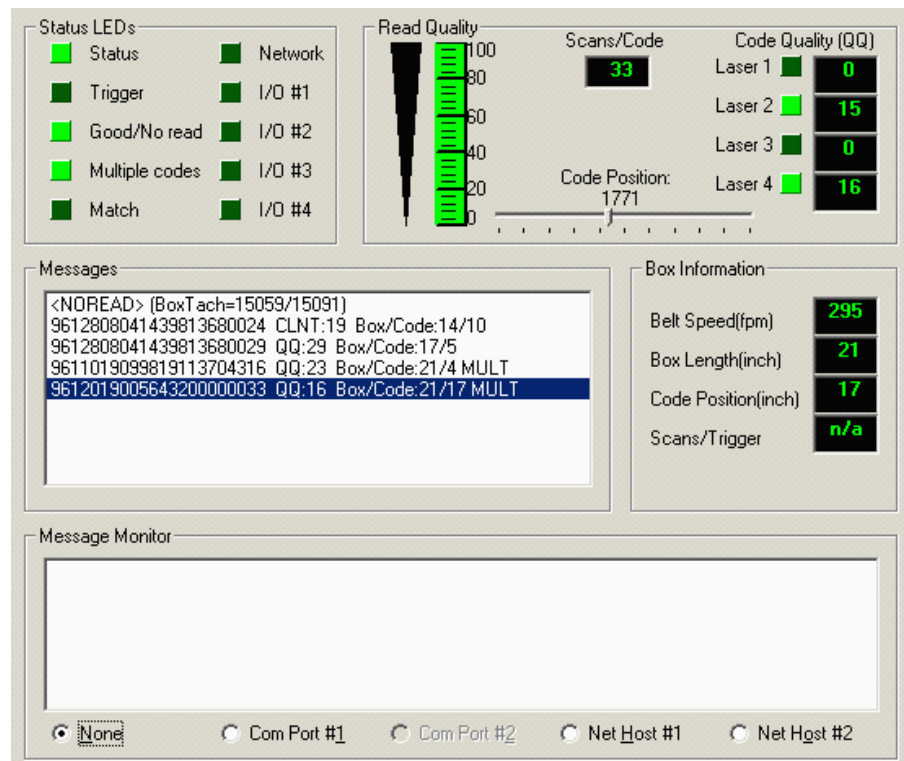 Status LEDs
Status
Network
Trigger
I/O #1
Good/No read
I/O #2
Multiple codes
I/O #3
Match
I/O #4
Read Quality
100
80
60
40
20
0
Scans/Code
33
Code Position:
1771
Code Quality (QQ)
Laser 1
0
Laser 2
15
Laser 3
0
Laser 4
16
Messages
<NOREAD> (BoxTach=15059/15091)
9612808041439813680024 CLNT:19 Box/Code:14/10
9612808041439813680029 QQ:29 Box/Code:17/5
9611019099819113704316 QQ:23 Box/Code:21/4 MULT
9612019005643200000033 QQ:16 Box/Code:21/17 MULT
Box Information
Belt Speed(fpm)
295
Box Length(inch)
21
Code Position(inch)
17
Scans/Trigger
n/a
Message Monitor
None
Com Port #1
Com Port #2
Net Host #1
Net Host #2